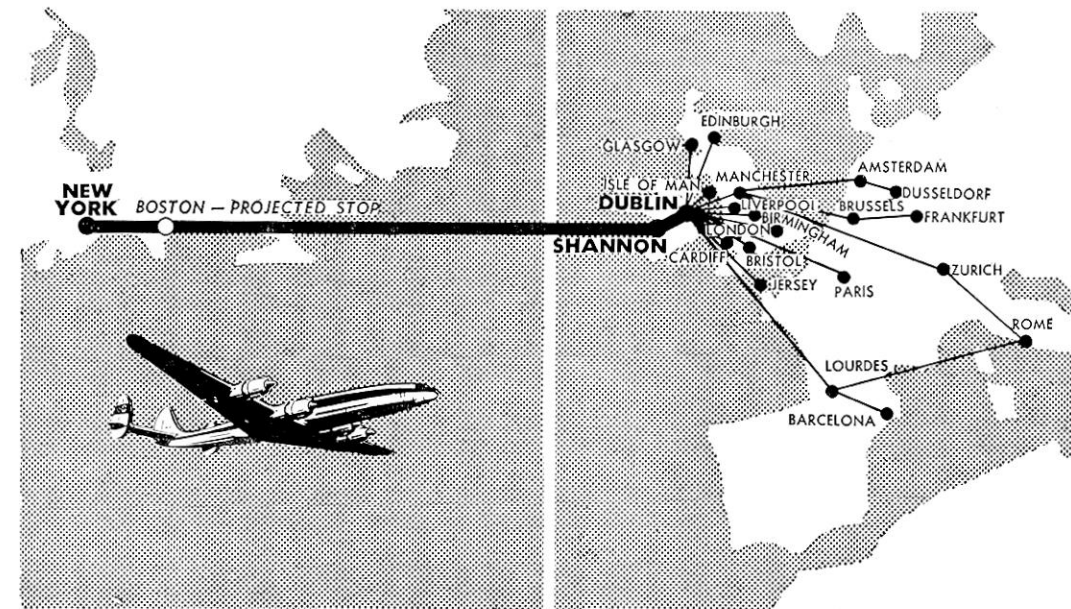 NEW
YORK
BOSTON — PROJECTED STOP
SHANNON
DUBLIN
GLASGOW
EDINBURGH
ISLE OF MAN
MANCHESTER
LIVERPOOL
BIRMINGHAM
LONDON
CARDIFF
BRISTOL
JERSEY
PARIS
AMSTERDAM
DUSSELDORF
BRUSSELS
FRANKFURT
ZURICH
ROME
LOURDES
BARCELONA